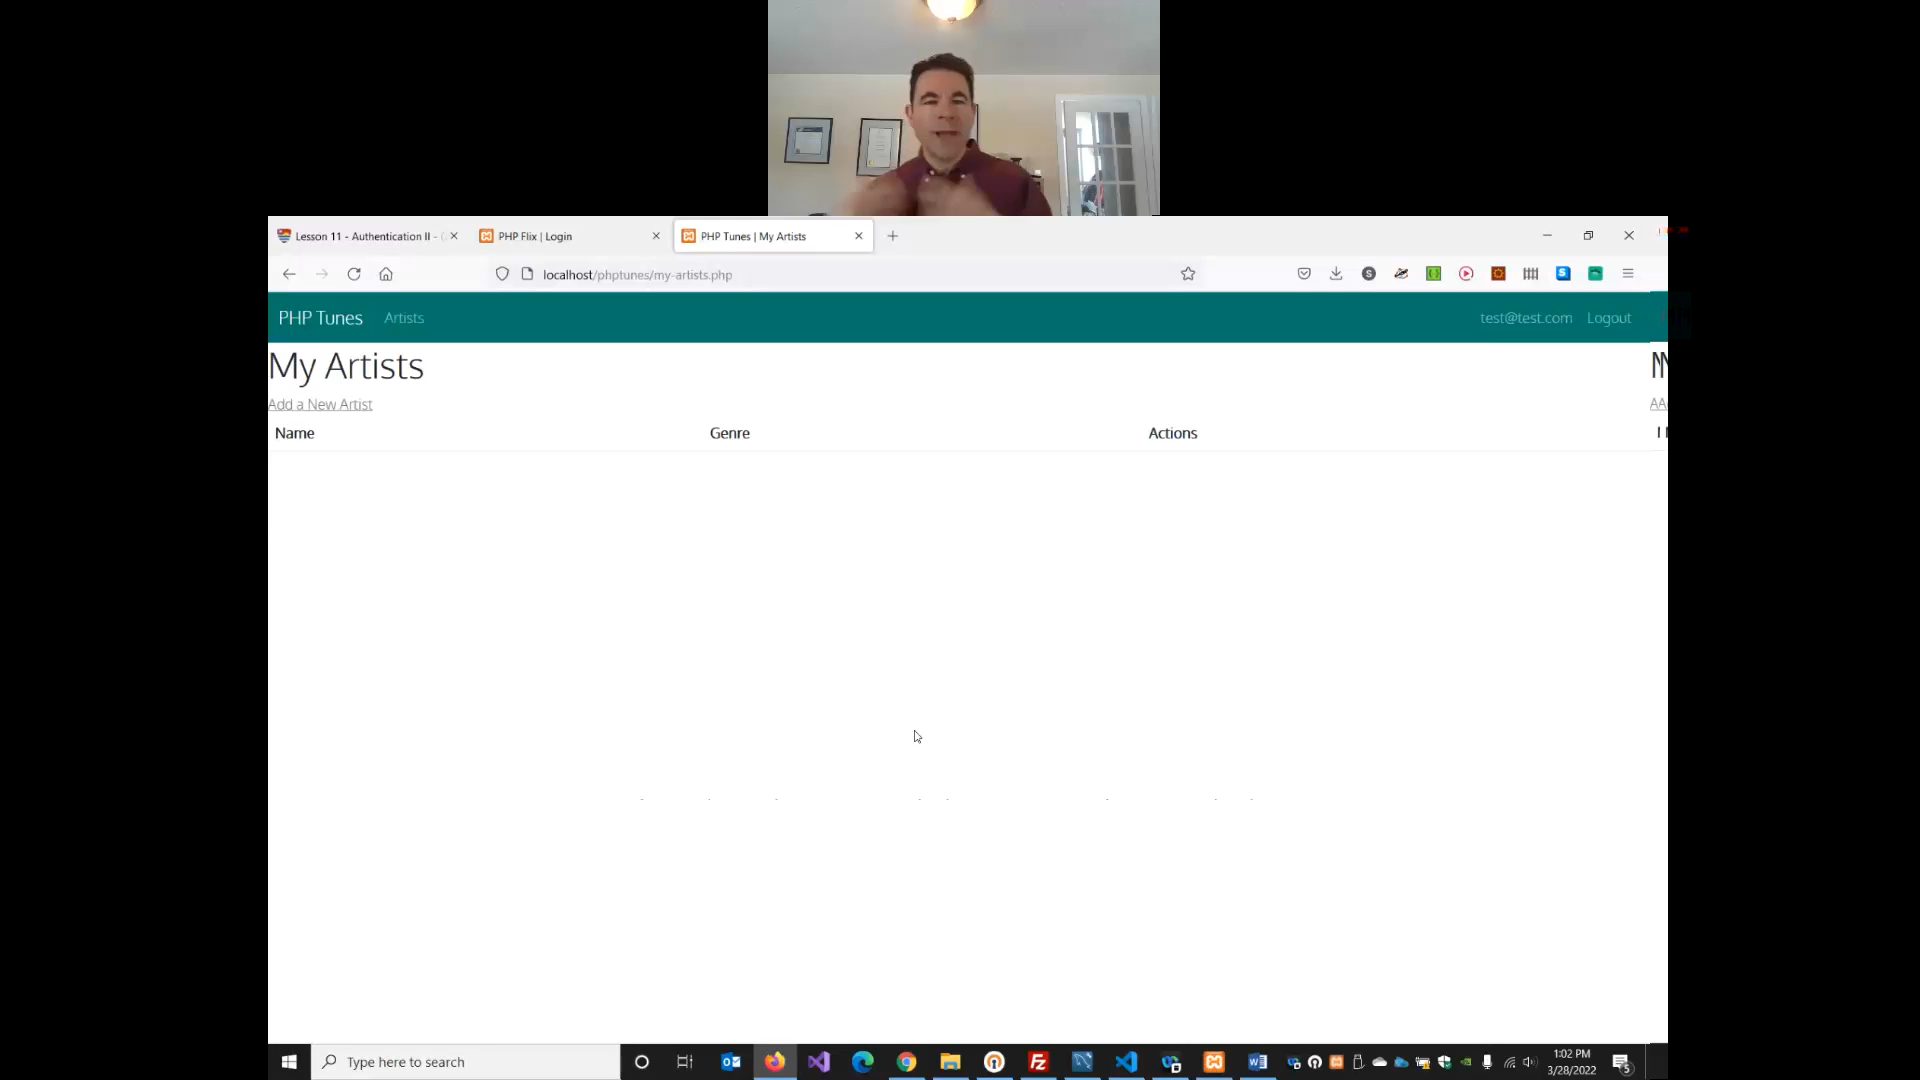 Lesson 11 - Authentication II - (
PHP Flix | Login
PHP Tunes | My Artists
localhost/phptunes/my-artists.php
PHP Tunes
Artists
test@test.com
Logout
My Artists
Add a New Artist
Name
Genre
Actions
Type here to search
1:02 PM
3/28/2022
5